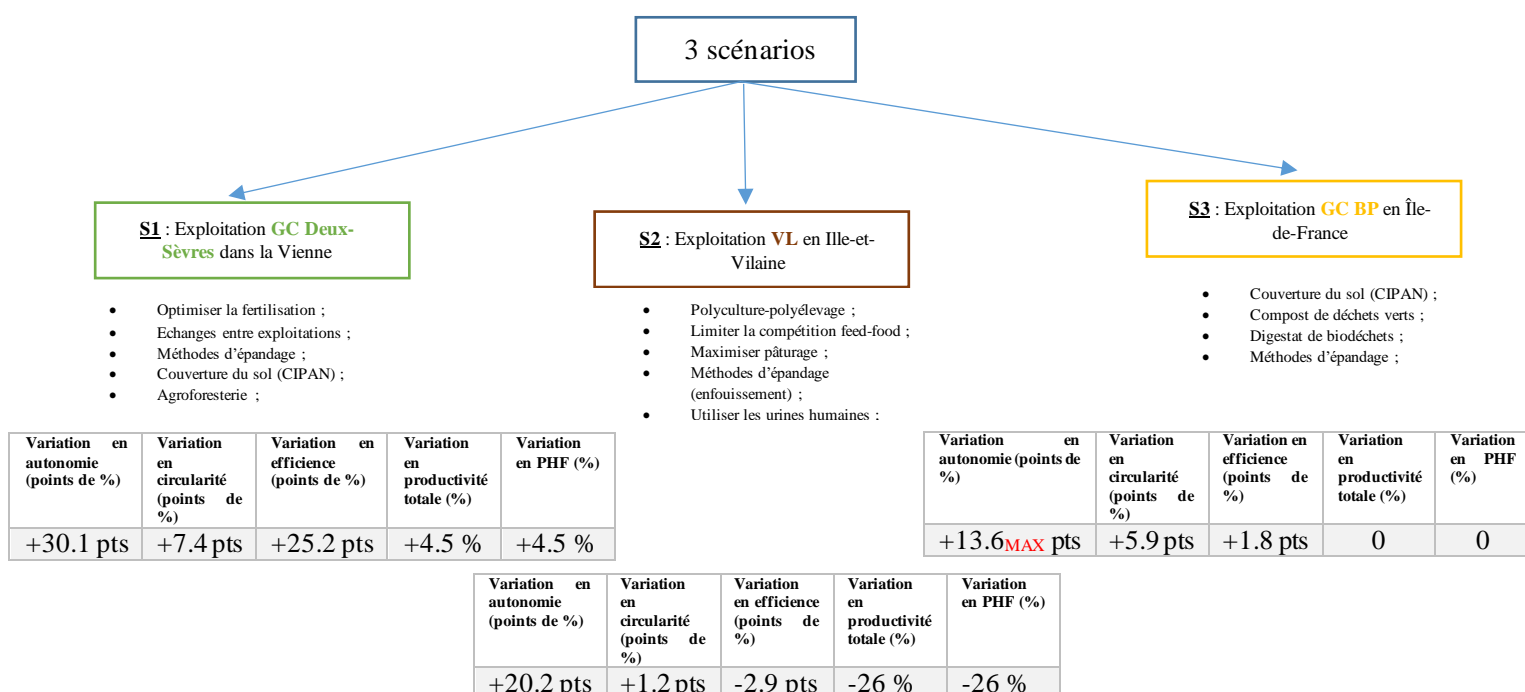 3 scénarios
S1 : Exploitation GC Deux-
Sèvres dans la Vienne
• Optimiser la fertilisation ;
• Echanges entre exploitations ;
• Méthodes d'épandage ;
• Couverture du sol (CIPAN) ;
• Agroforesterie ;
S2 : Exploitation VL en Ille-et-
Vilaine
• Polyculture-polyélevage ;
• Limiter la compétition feed-food ;
• Maximiser pâturage ;
• Méthodes d'épandage
(enfouissement) ;
• Utiliser les urines humaines :
S3 : Exploitation GC BP en Île-
de-France
• Couverture du sol (CIPAN) ;
• Compost de déchets verts ;
• Digestat de biodéchets ;
• Méthodes d'épandage ;
Variation en
autonomie
(points de %)
Variation
en
circularité
(points de
%)
Variation en
efficience
(points de %)
Variation
en
productivité
totale (%)
Variation
en PHF (%)
+30.1 pts
+7.4 pts
+25.2 pts
+4.5 %
+4.5 %
Variation en
autonomie (points de
%)
Variation
en
circularité
(points de
%)
Variation en
efficience
(points de
%)
Variation
en
productivité
totale (%)
Variation
en PHF
(%)
+13.6MAX pts
+5.9 pts
+1.8 pts
0
0
Variation en
autonomie
(points de %)
Variation
en
circularité
(points de
%)
Variation
en efficience
(points de
%)
Variation
en
productivité
totale (%)
Variation
en PHF (%)
+20.2 pts
+1.2 pts
-2.9 pts
-26 %
-26 %